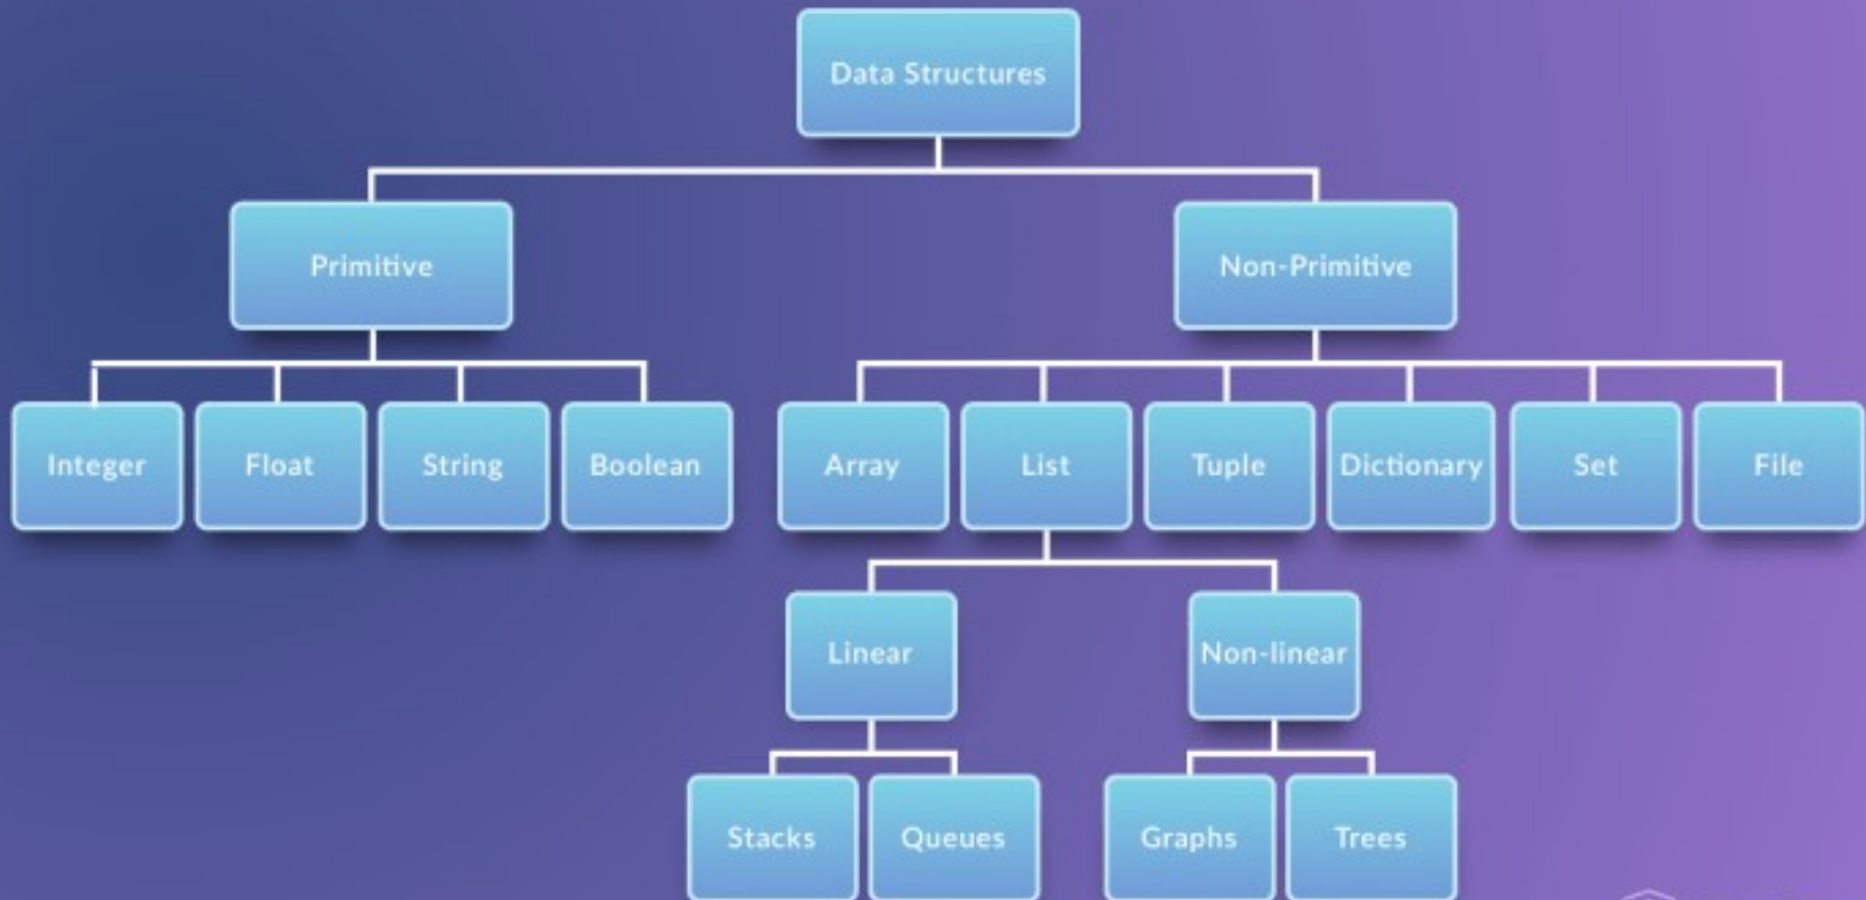 Data Structures
Primitive
Non-Primitive
Integer
Float
String
Boolean
Array
List
Tuple
Dictionary
Set
File
Linear
Non-linear
Stacks
Queues
Graphs
Trees